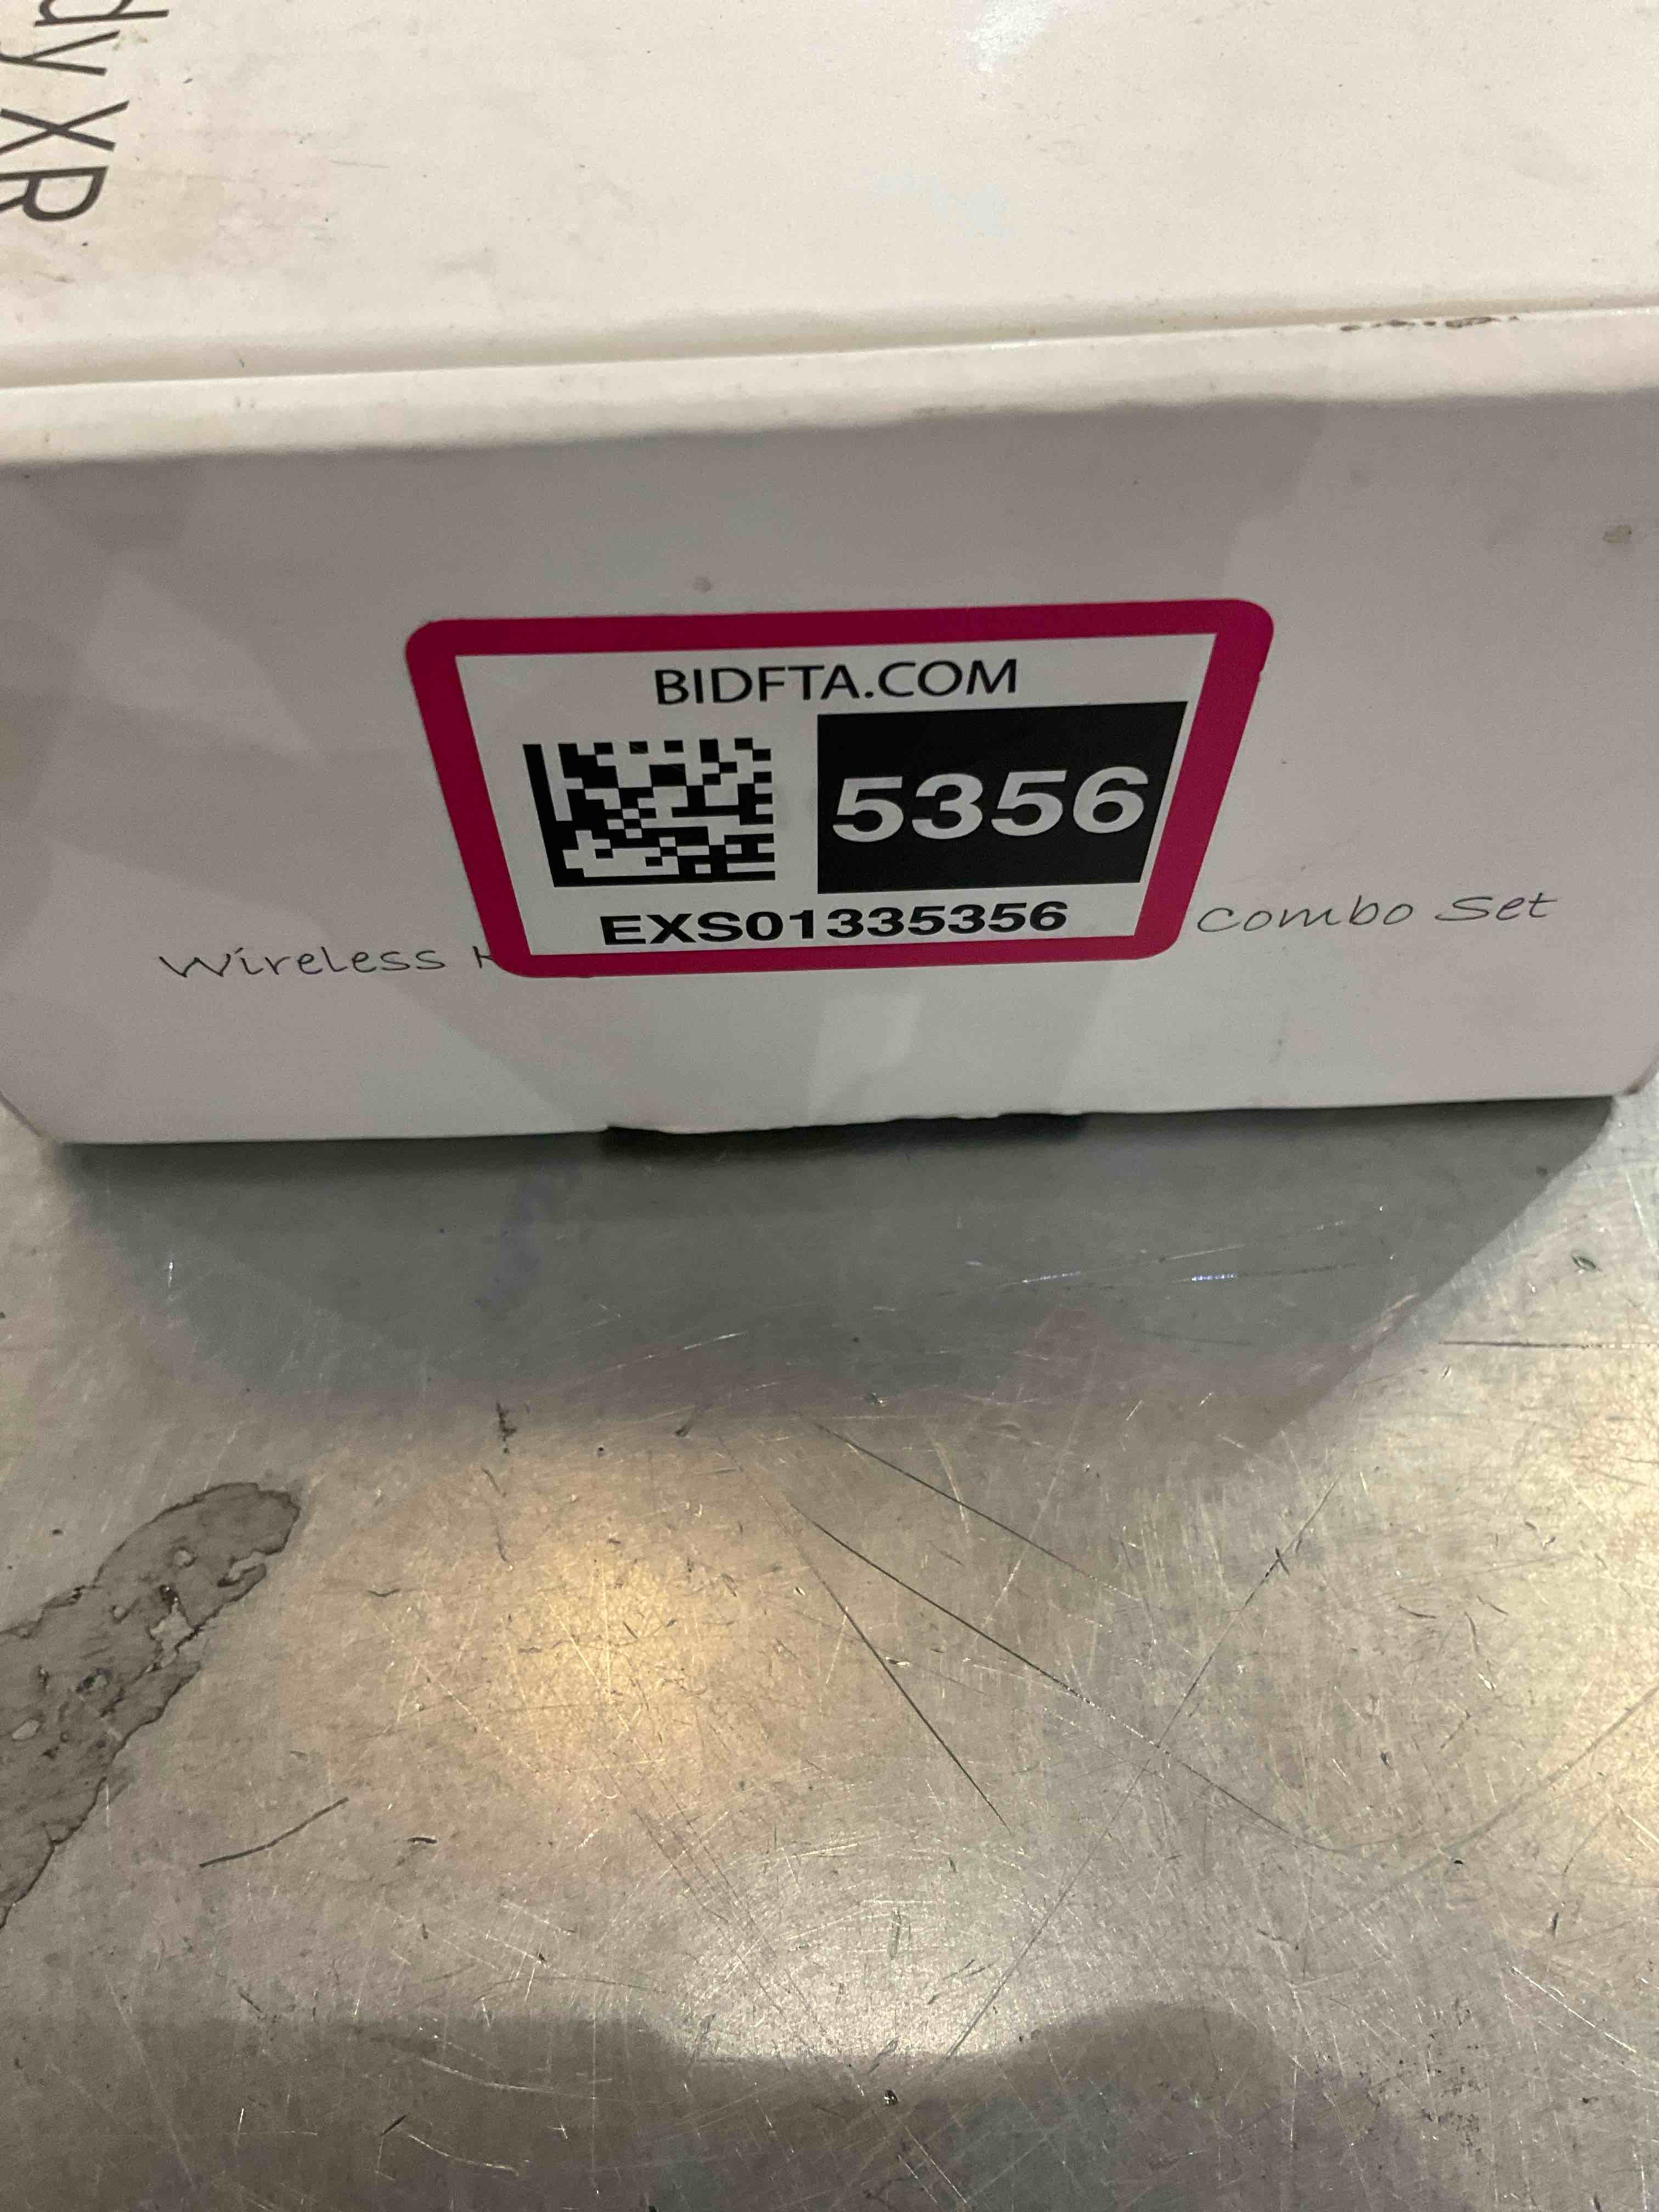 dy XR
BIDFTA.COM
5356
EXS01335356
Wireless K
Combo Set